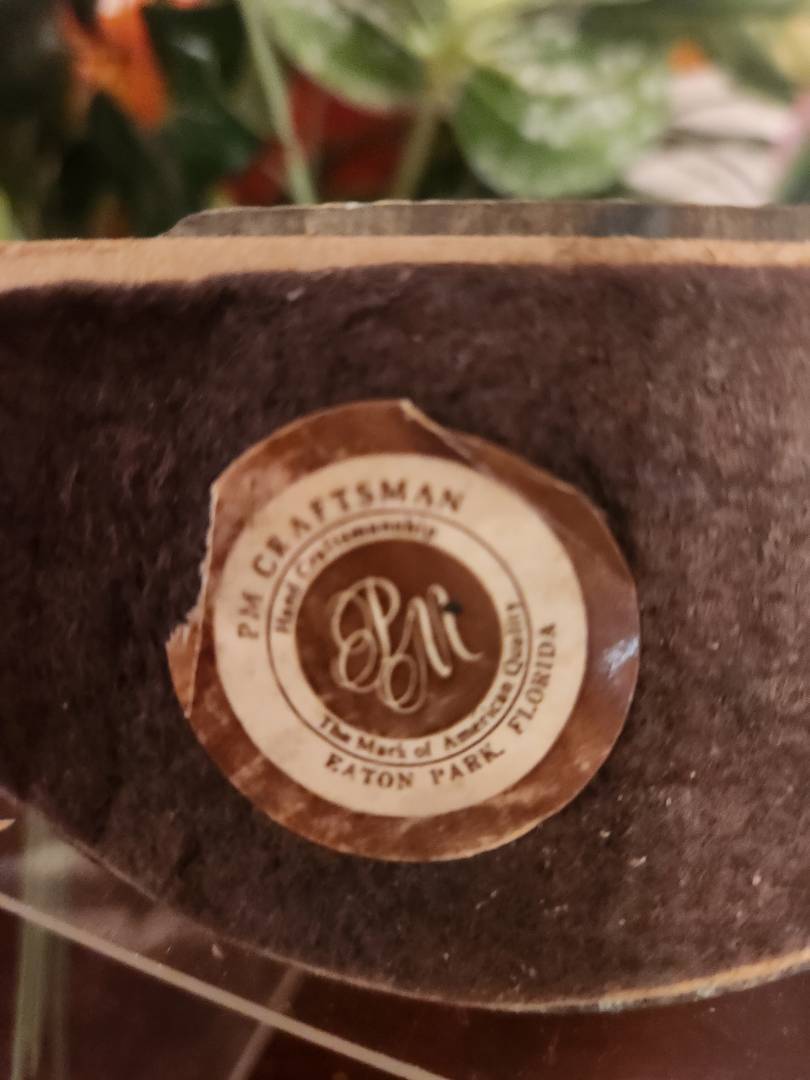 PM CRAFTSMAN
Hand Craftsmanship
PM
The Mark of American Quality
EATON PARK, FLORIDA